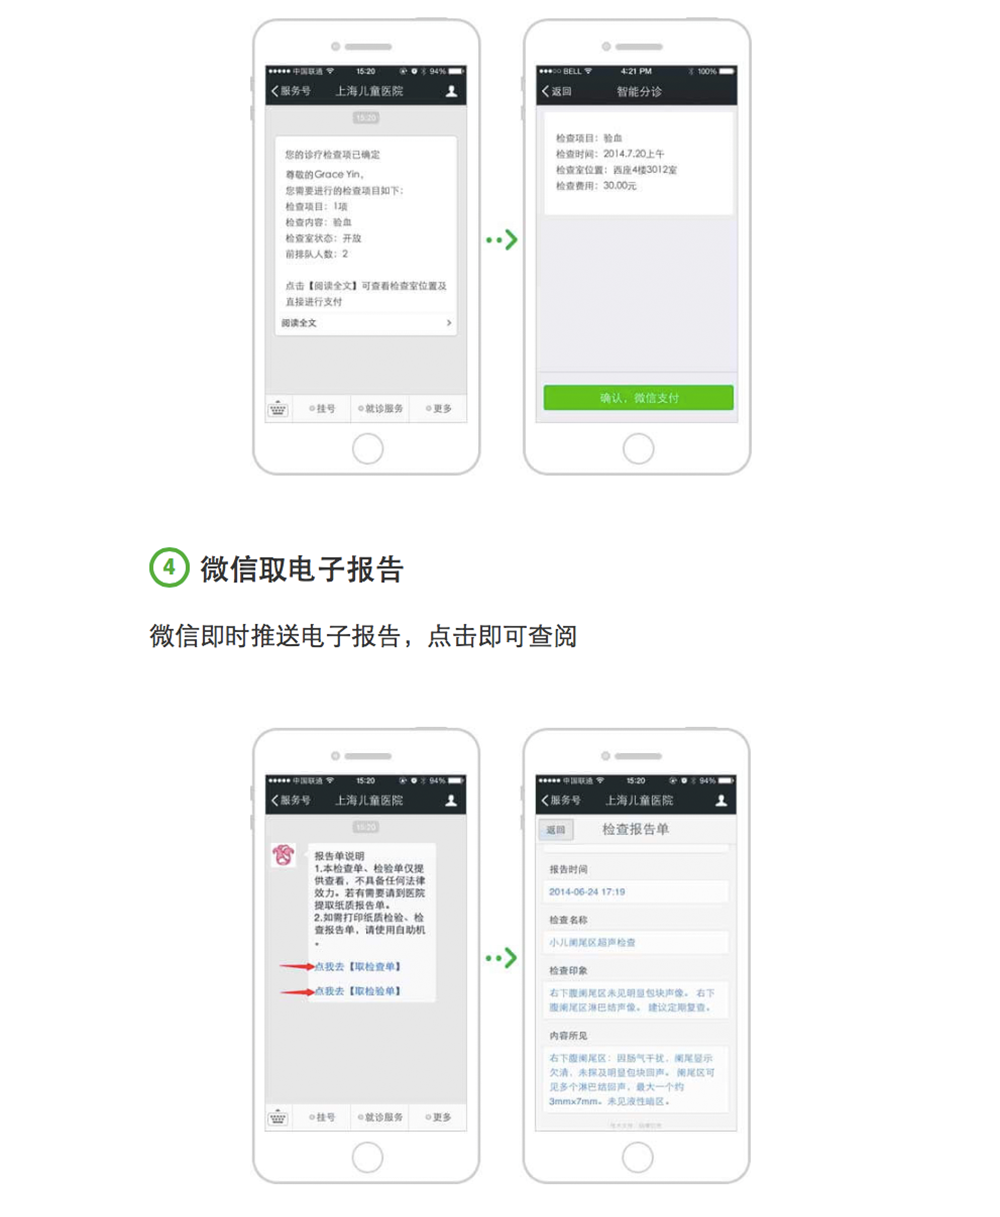 中国联通 15:20 94%
服务号 上海儿童医院
15:20
您的诊疗检查项已确定
尊敬的Grace Yin,
您需要进行的检查项目如下:
检查项目: 1项
检查内容: 验血
检查室状态: 开放
前排队人数: 2
点击【阅读全文】可查看检查室位置及
直接进行支付
阅读全文
挂号 就诊服务 更多
BELL 4:21 PM 100%
返回 智能分诊
检查项目: 验血
检查时间: 2014.7.20上午
检查室位置: 西座4楼3012室
检查费用: 30.00元
确认, 微信支付
4 微信取电子报告
微信即时推送电子报告，点击即可查阅
中国联通 15:20 94%
服务号 上海儿童医院
15:20
报告单说明
1.本检查单、检验单仅提
供查看，不具备任何法律
效力。若有需要请到医院
提取纸质报告单。
2.如需打印纸质检验、检
查报告单，请使用自助机
。
点我去【取检查单】
点我去【取检验单】
挂号 就诊服务 更多
中国联通 15:20 94%
服务号 上海儿童医院
返回 检查报告单
报告时间
2014-06-24 17:19
检查名称
小儿阑尾区超声检查
检查印象
右下腹阑尾区未见明显包块声像。 右下
腹阑尾区淋巴结声像。 建议定期复查。
内容所见
右下腹阑尾区: 因肠气干扰, 阑尾显示
欠清, 未探及明显包块回声。 阑尾区可
见多个淋巴结回声, 最大一个约
3mmx7mm。未见液性暗区。